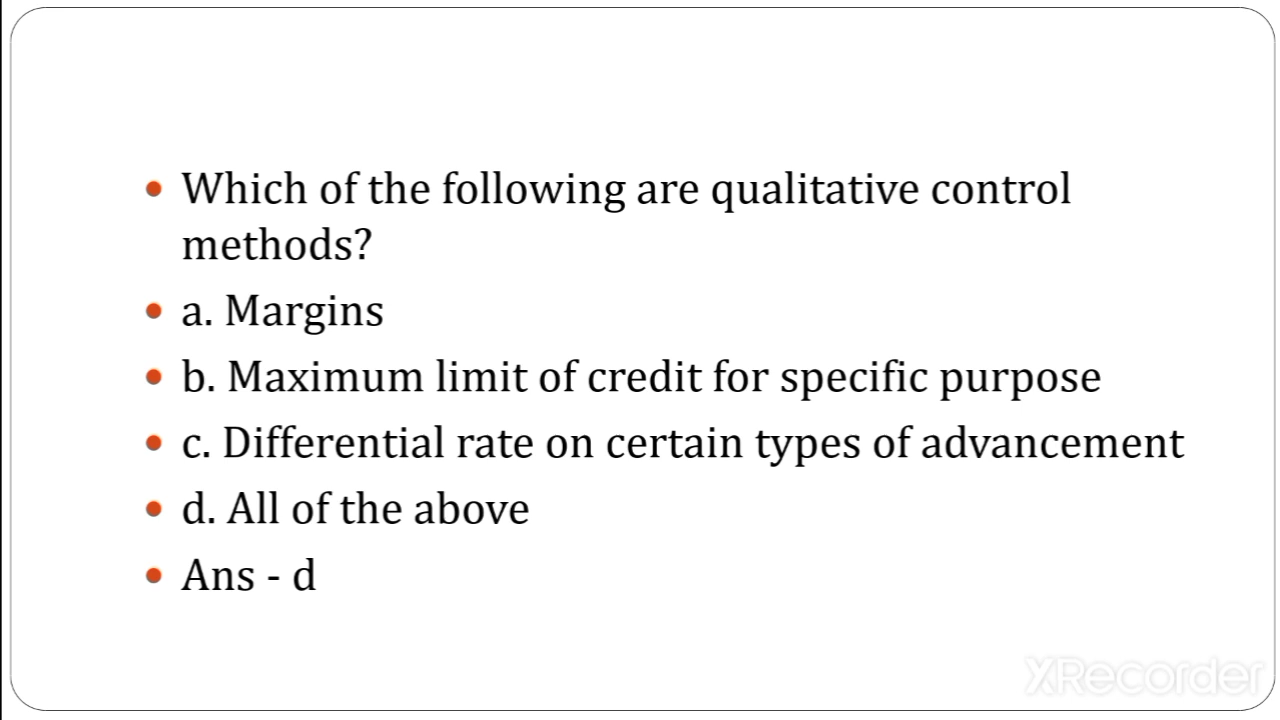 Which of the following are qualitative control
methods?
a. Margins
b. Maximum limit of credit for specific purpose
c. Differential rate on certain types of advancement
d. All of the above
Ans - d
XRecorder